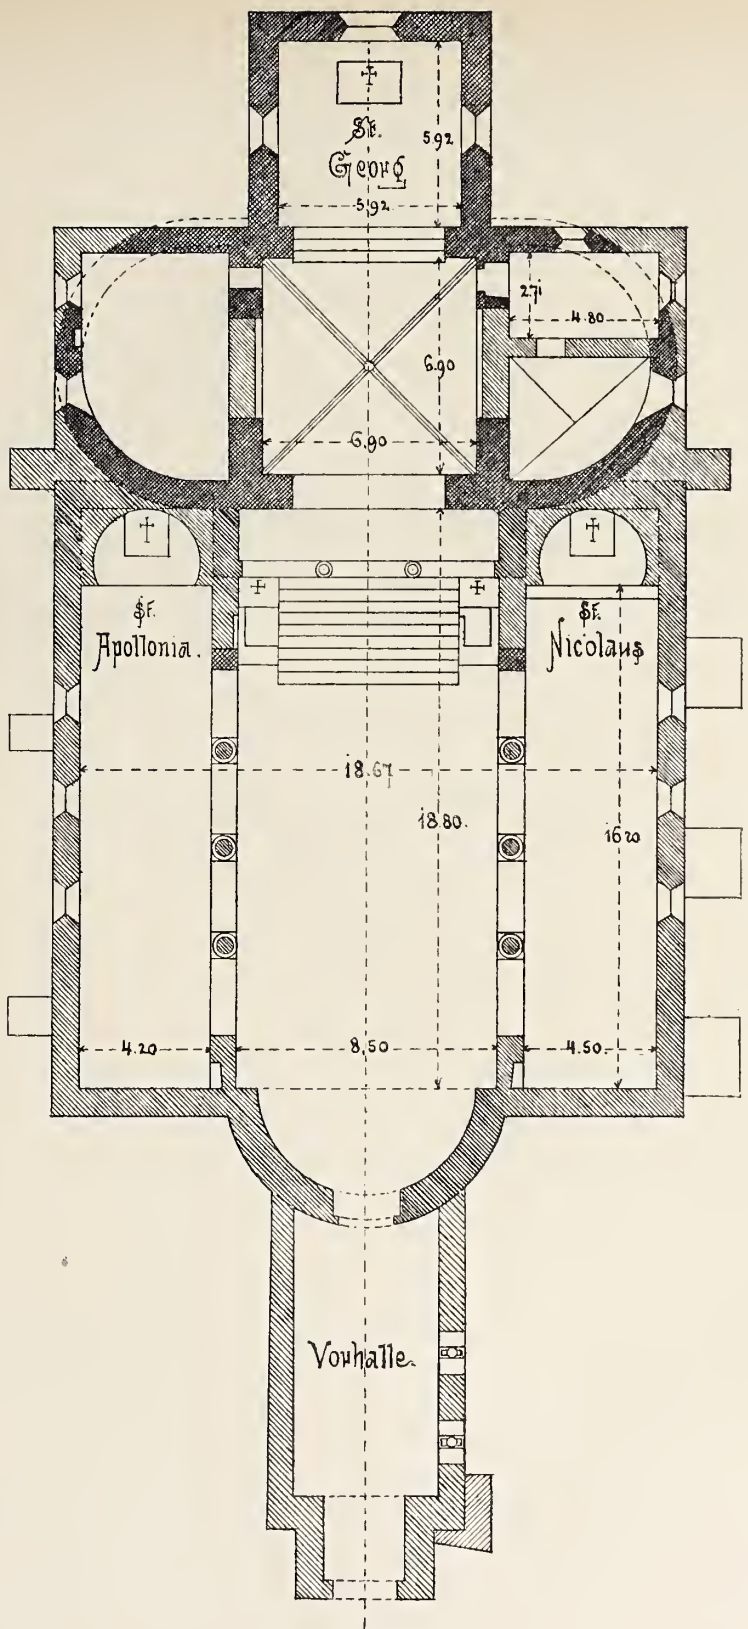 St.
Georg
5.92
5.92.
2.71
4.80
6.90
6.90
St.
Apollonia.
St.
Nicolaus
18.67
18.80.
16 20
4.20
8,50
4.50.
Vorhalle.